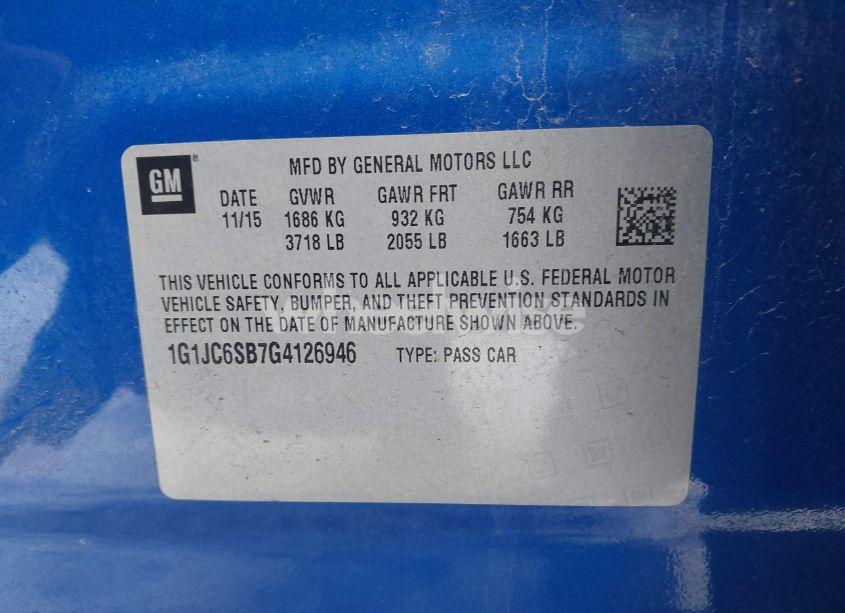 GM®
MFD BY GENERAL MOTORS LLC
DATE GVWR GAWR FRT GAWR RR
11/15 1686 KG 932 KG 754 KG
3718 LB 2055 LB 1663 LB
THIS VEHICLE CONFORMS TO ALL APPLICABLE U.S. FEDERAL MOTOR
VEHICLE SAFETY, BUMPER, AND THEFT PREVENTION STANDARDS IN
EFFECT ON THE DATE OF MANUFACTURE SHOWN ABOVE.
1G1JC6SB7G4126946 TYPE: PASS CAR